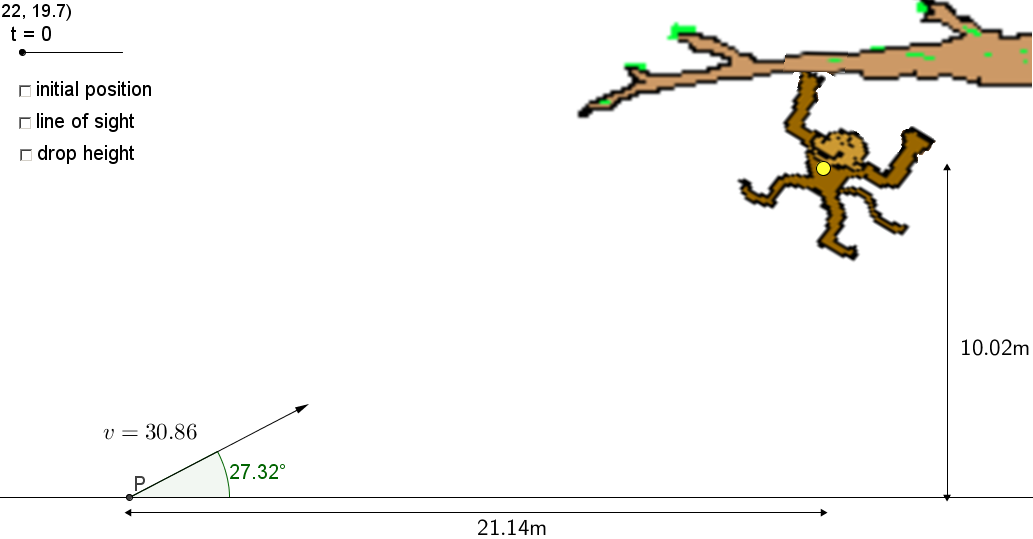 22, 19.7)
t = 0
initial position
line of sight
drop height
10.02m
v = 30.86
27.32°
P
21.14m